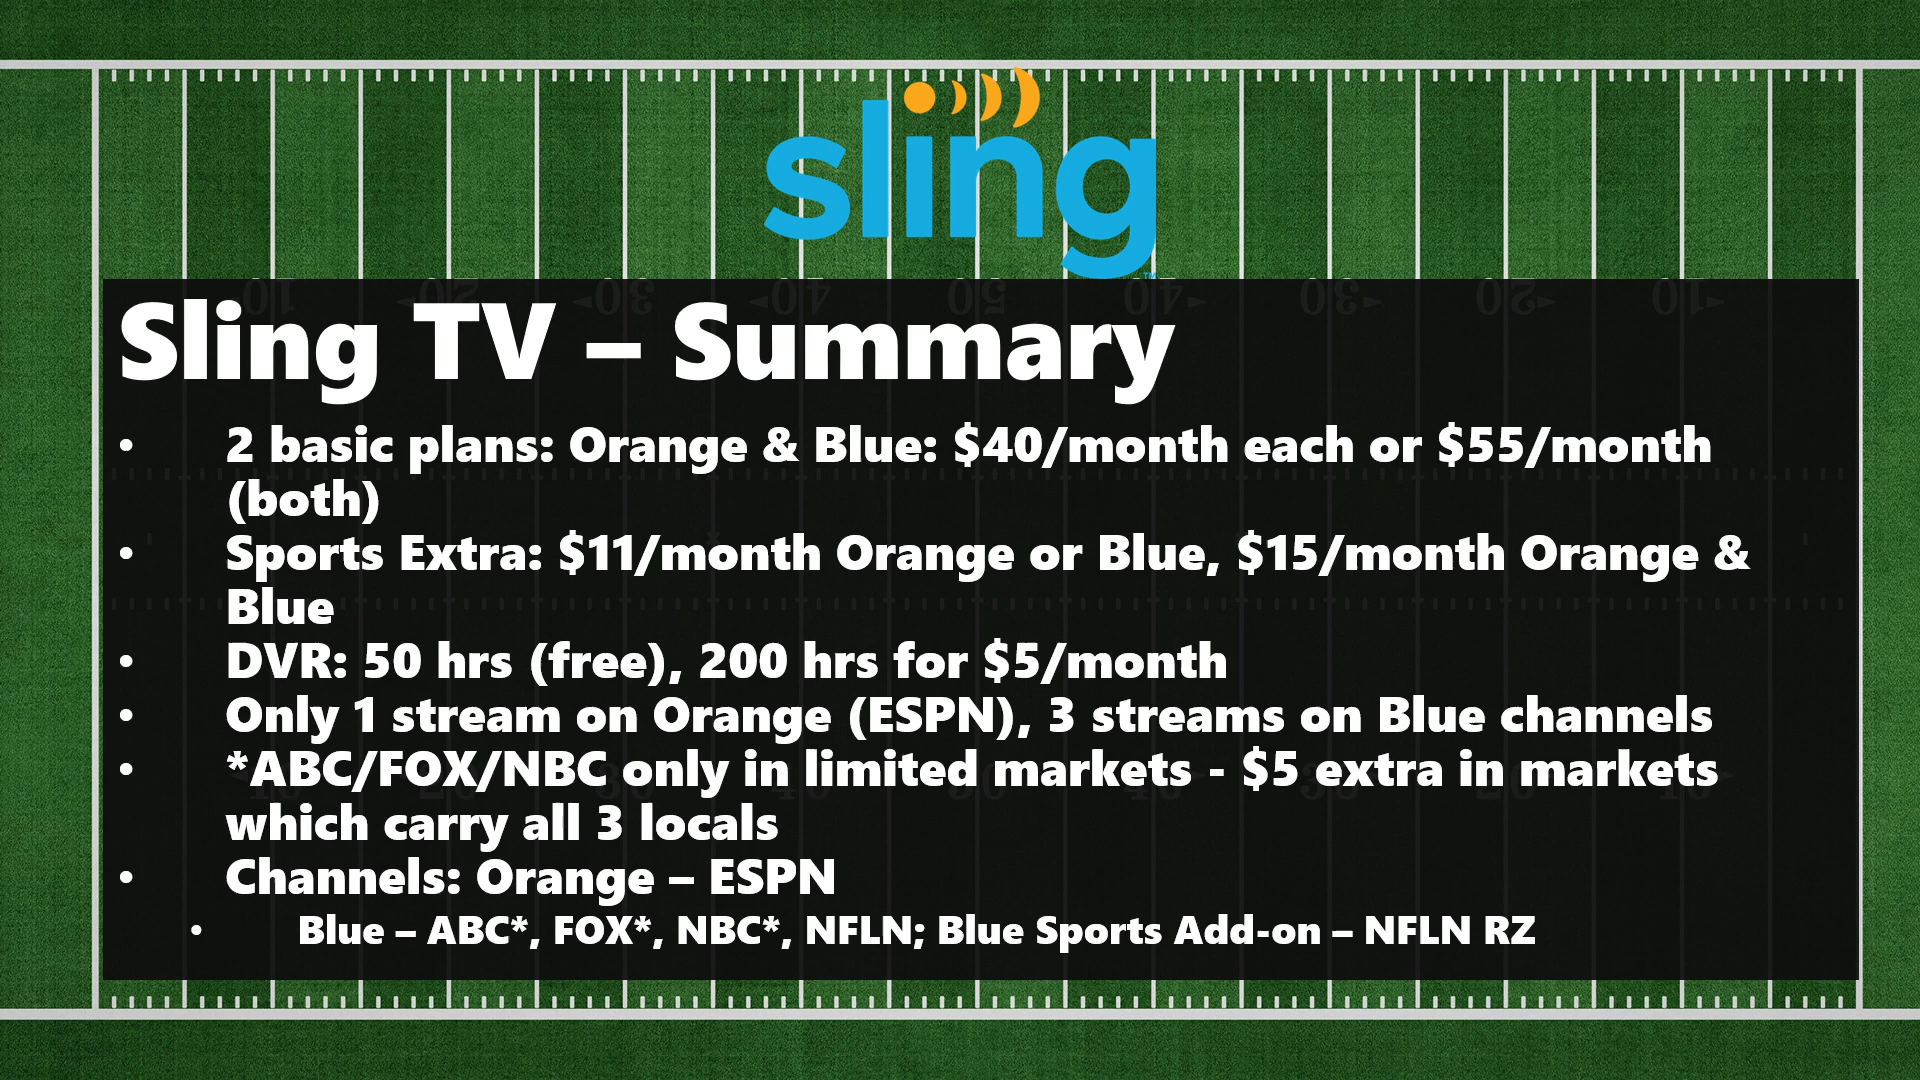 sling
Sling TV – Summary
• 2 basic plans: Orange & Blue: $40/month each or $55/month
(both)
• Sports Extra: $11/month Orange or Blue, $15/month Orange &
Blue
• DVR: 50 hrs (free), 200 hrs for $5/month
• Only 1 stream on Orange (ESPN), 3 streams on Blue channels
• *ABC/FOX/NBC only in limited markets - $5 extra in markets
which carry all 3 locals
• Channels: Orange – ESPN
• Blue – ABC*, FOX*, NBC*, NFLN; Blue Sports Add-on – NFLN RZ